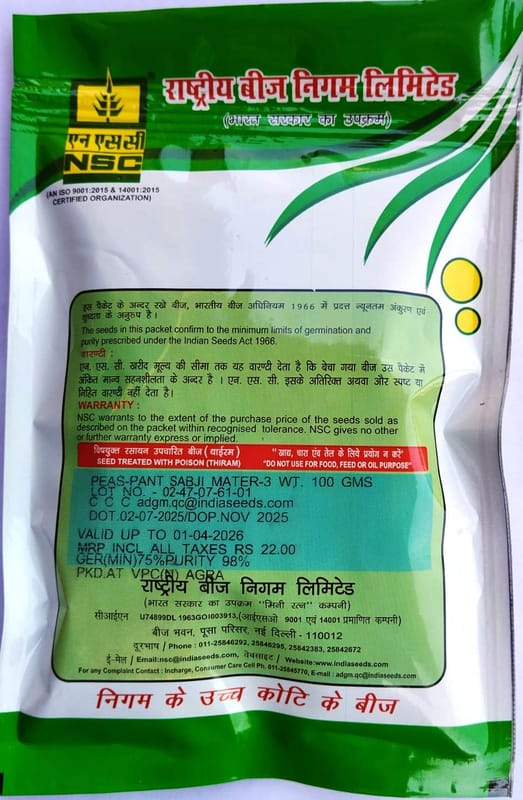 राष्ट्रीय बीज निगम लिमिटेड
(भारत सरकार का उपक्रम)
एन एस सी
NSC
(AN ISO 9001:2015 & 14001:2015
CERTIFIED ORGANIZATION)
इस पैकेट के अन्दर रखे बीज, भारतीय बीज अधिनियम 1966 में प्रदत्त न्यूनतम अंकुरण एवं
शुद्धता के अनुरुप है ।
The seeds in this packet confirm to the minimum limits of germination and
purity prescribed under the Indian Seeds Act 1966.
वारण्टी :
एन. एस. सी. खरीद मूल्य की सीमा तक यह वारण्टी देता है कि बेचा गया बीज उस पैकेट में
अंकित मान्य सहनशीलता के अन्दर है । एन. एस. सी. इसके अतिरिक्त अथवा और स्पष्ट या
निहित वारण्टी नहीं देता है।
WARRANTY :
NSC warrants to the extent of the purchase price of the seeds sold as
described on the packet within recognised tolerance. NSC gives no other
or further warranty express or implied.
विषयुक्त रसायन उपचारित बीज (थाईरम) "खाद्य, चारा एंव तेल के लिये प्रयोग न करें"
SEED TREATED WITH POISON (THIRAM) "DO NOT USE FOR FOOD, FEED OR OIL PURPOSE"
PEAS-PANT SABJI MATER-3 WT. 100 GMS
LOT NO. - 02-47-07-61-01
C C C adgm.qc@indiaseeds.com
DOT.02-07-2025/DOP.NOV 2025
VALID UP TO 01-04-2026
MRP INCL ALL TAXES RS 22.00
GER(MIN)75%PURITY 98%
PKD.AT VPC(N) AGRA
राष्ट्रीय बीज निगम लिमिटेड
(भारत सरकार का उपक्रम "मिनी रत्न" कम्पनी)
सीआईएन U74899DL 1963GOI003913,(आईएसओ 9001 एवं 14001 प्रमाणित कम्पनी)
बीज भवन, पूसा परिसर, नई दिल्ली - 110012
दूरभाष / Phone : 011-25846292, 25846295, 25842383, 25842672
ई-मेल / Email:nsc@indiaseeds.com, वेबसाइट / Website:www.indiaseeds.com
For any Complaint Contact : Incharge, Consumer Care Cell Ph. 011-25845770, E-mail : adgm.qc@indiaseeds.com
निगम के उच्च कोटि के बीज